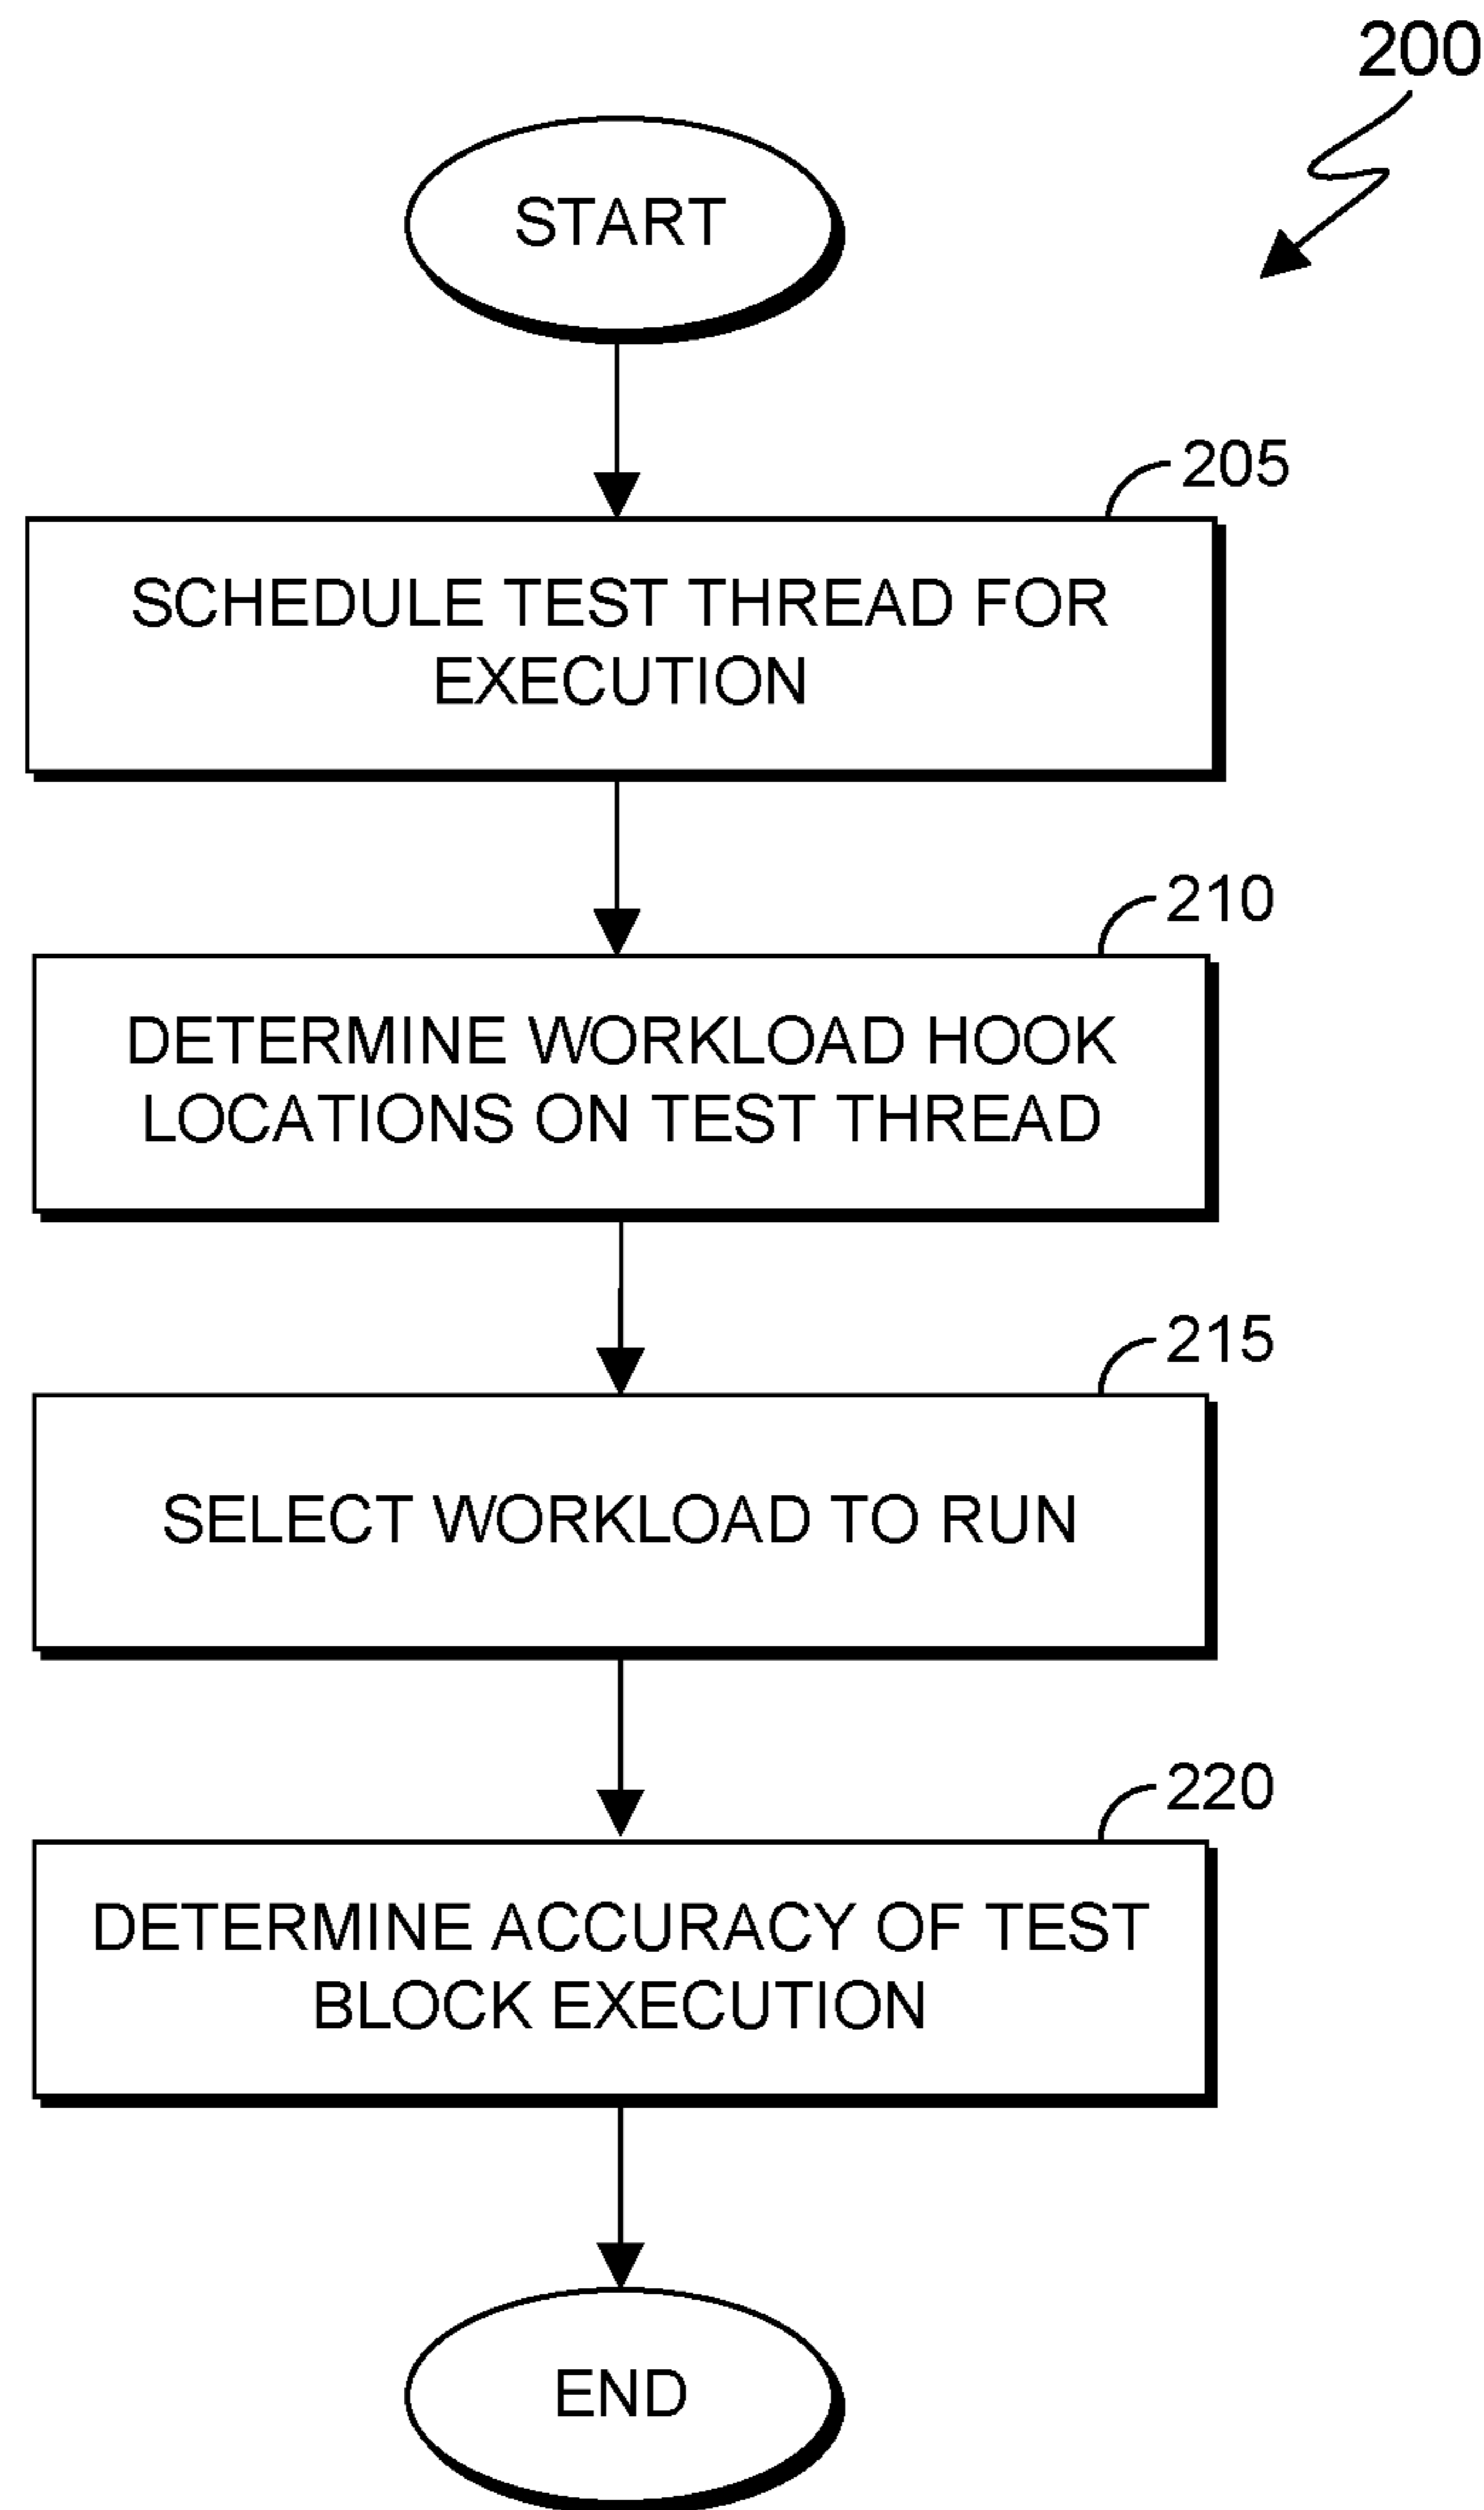 200
START
205
SCHEDULE TEST THREAD FOR
EXECUTION
210
DETERMINE WORKLOAD HOOK
LOCATIONS ON TEST THREAD
215
SELECT WORKLOAD TO RUN
220
DETERMINE ACCURACY OF TEST
BLOCK EXECUTION
END